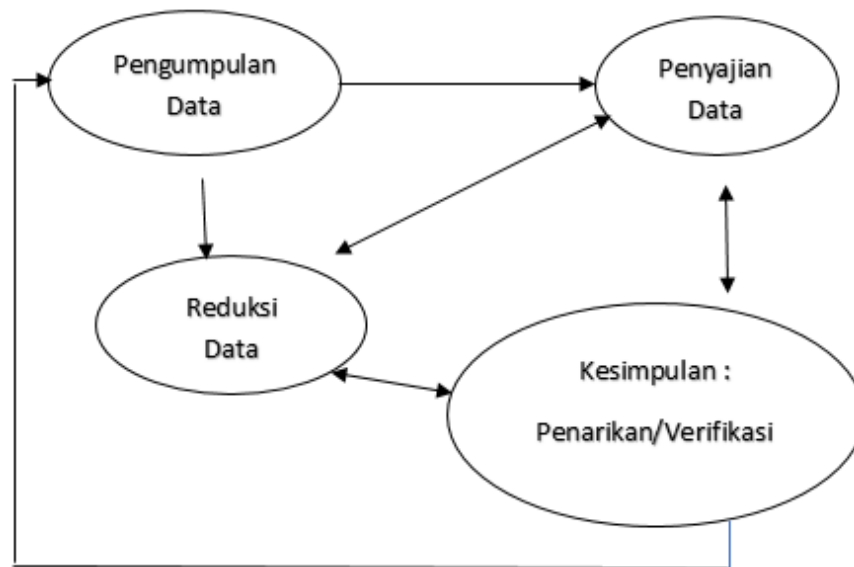 Pengumpulan
Data
Penyajian
Data
Reduksi
Data
Kesimpulan :
Penarikan/Verifikasi